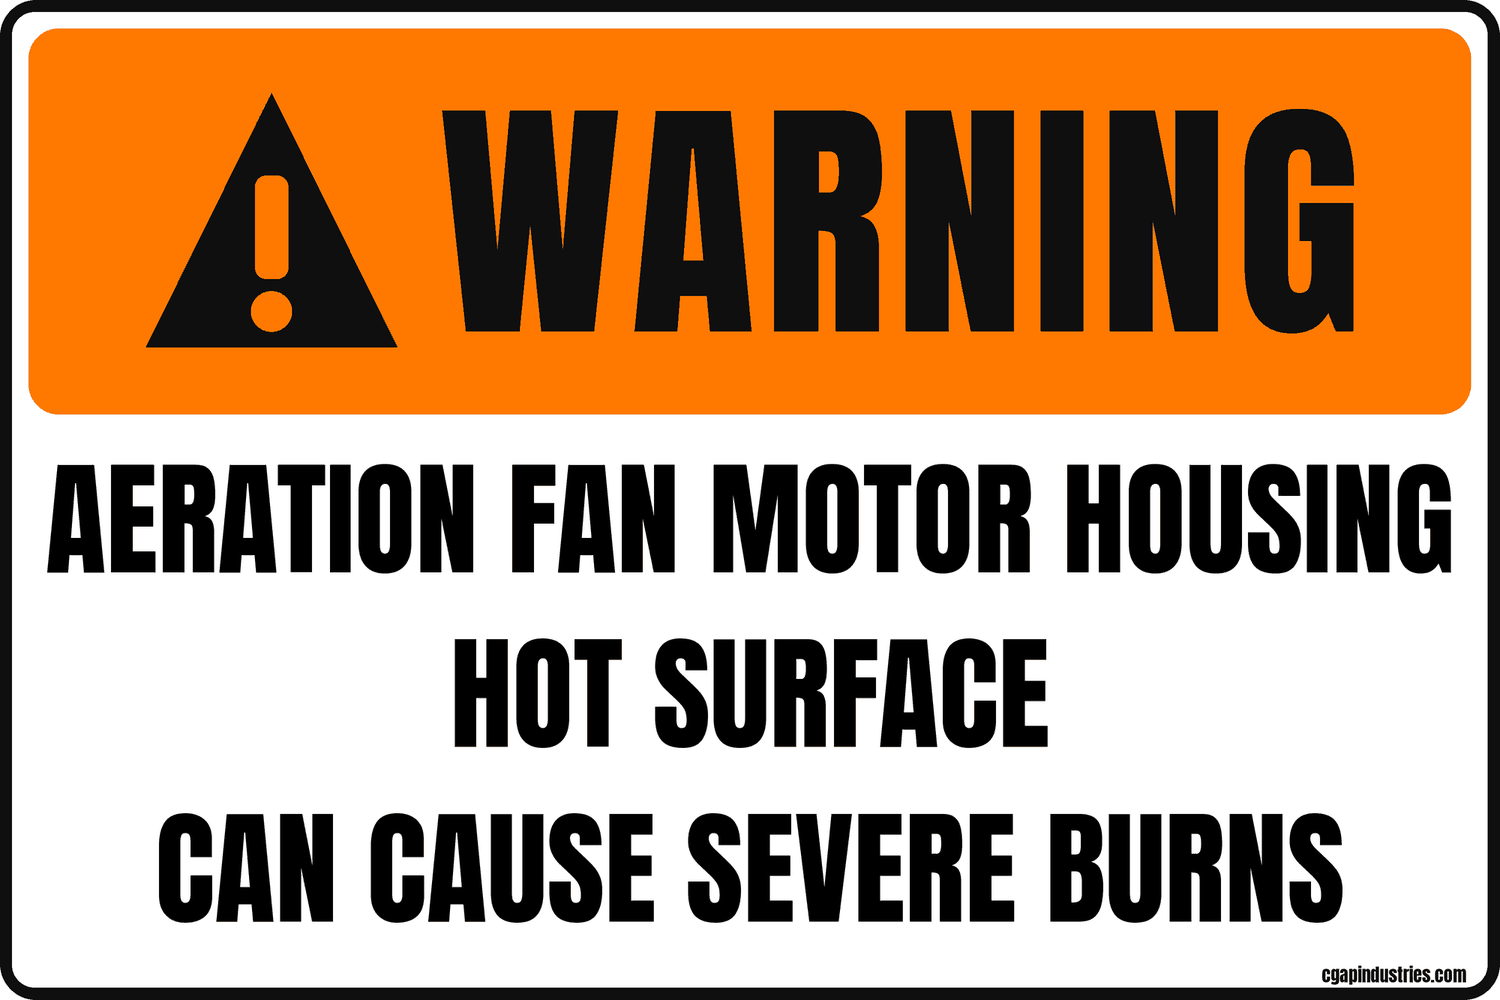 WARNING
AERATION FAN MOTOR HOUSING
HOT SURFACE
CAN CAUSE SEVERE BURNS
cgapindustries.com